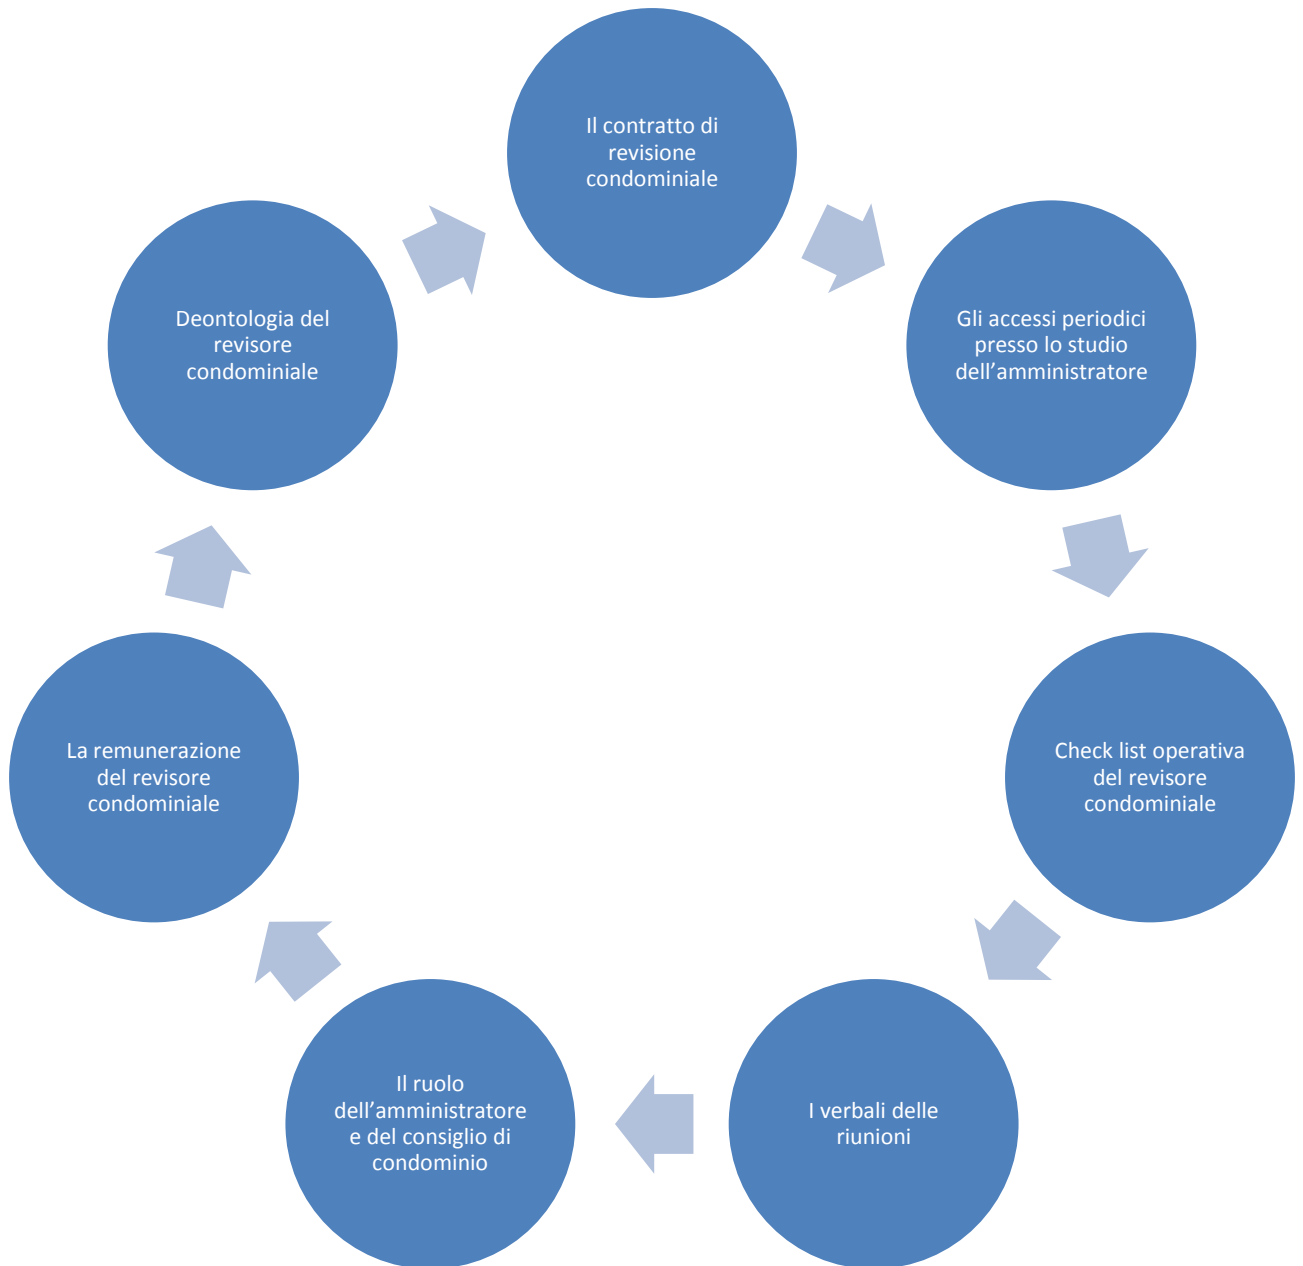 Il contratto di
revisione
condominiale
Gli accessi periodici
presso lo studio
dell’amministratore
Check list operativa
del revisore
condominiale
I verbali delle
riunioni
Il ruolo
dell’amministratore
e del consiglio di
condominio
La remunerazione
del revisore
condominiale
Deontologia del
revisore
condominiale